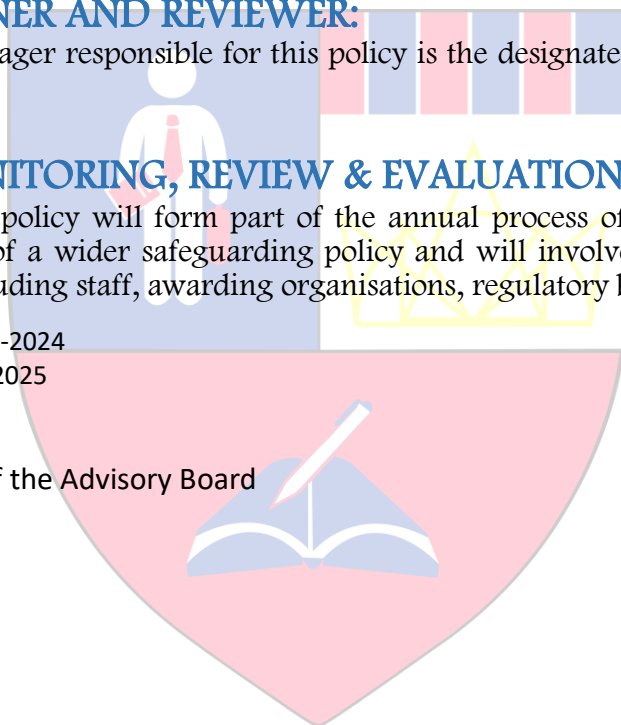 NER AND REVIEWER:
ager responsible for this policy is the designate
NITORING, REVIEW & EVALUATION
policy will form part of the annual process of
of a wider safeguarding policy and will involve
uding staff, awarding organisations, regulatory b
-2024
2025
f the Advisory Board